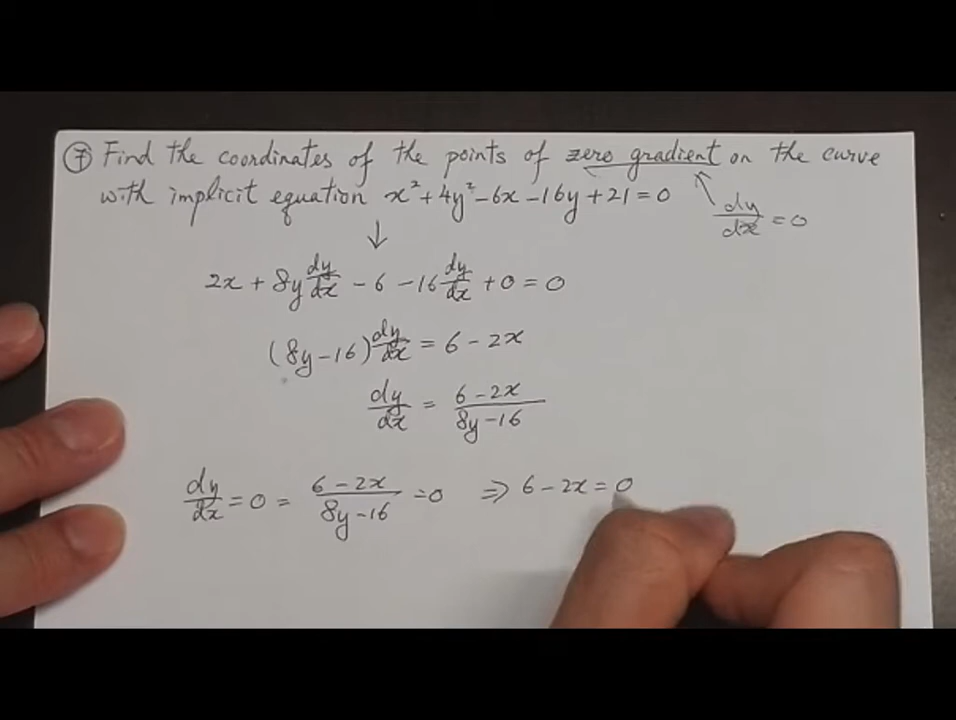 ⑦ Find the coordinates of the points of zero gradient on the curve
with implicit equation x² + 4y² - 6x - 16y + 21 = 0
dy/dx = 0
2x + 8y dy/dx - 6 - 16 dy/dx + 0 = 0
(8y - 16) dy/dx = 6 - 2x
dy/dx = (6 - 2x)/(8y - 16)
dy/dx = 0 = (6 - 2x)/(8y - 16) = 0 ⇒ 6 - 2x = 0